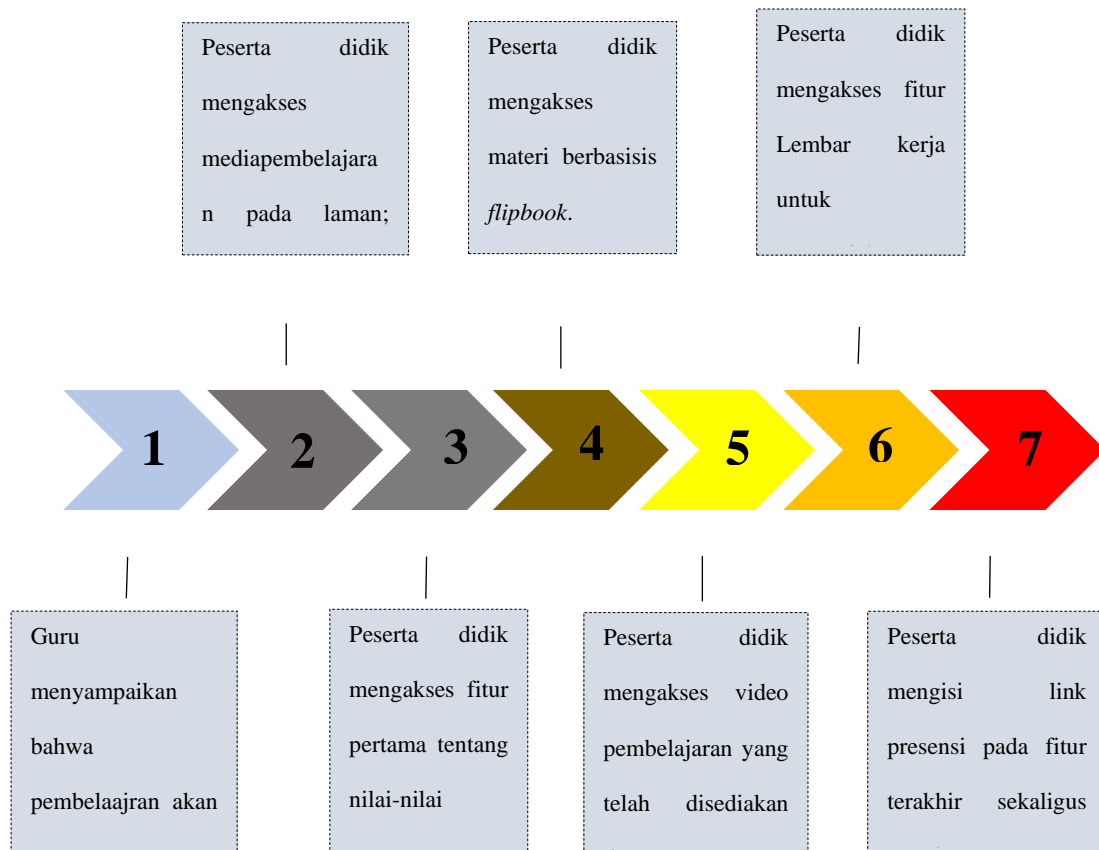 Peserta didik
mengakses
mediapembelajara
n pada laman;
Peserta didik
mengakses
materi berbasisis
flipbook.
Peserta didik
mengakses fitur
Lembar kerja
untuk
1
2
3
4
5
6
7
Guru
menyampaikan
bahwa
pembelaajran akan
Peserta didik
mengakses fitur
pertama tentang
nilai-nilai
Peserta didik
mengakses video
pembelajaran yang
telah disediakan
Peserta didik
mengisi link
presensi pada fitur
terakhir sekaligus